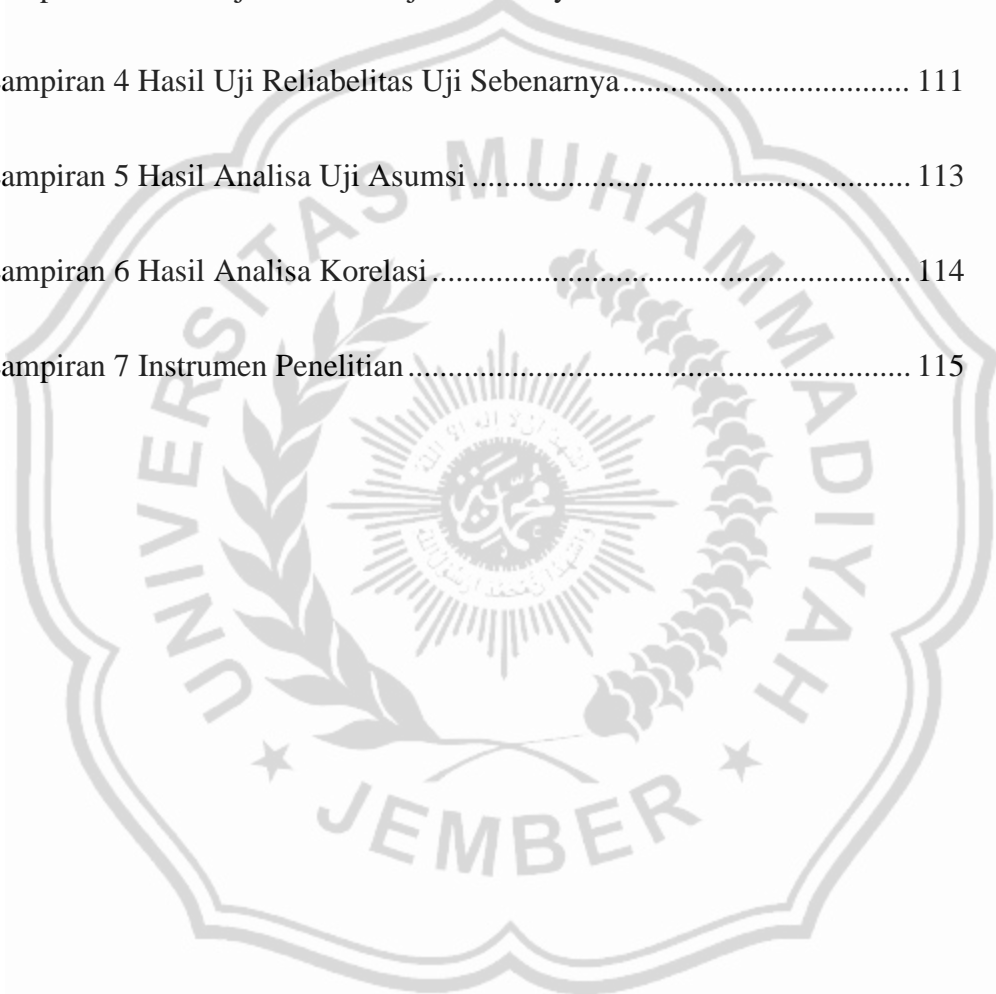 ampiran 4 Hasil Uji Reliabelitas Uji Sebenarnya.................................. 111
ampiran 5 Hasil Analisa Uji Asumsi .................................................... 113
ampiran 6 Hasil Analisa Korelasi......................................................... 114
ampiran 7 Instrumen Penelitian............................................................ 115
UNIVERSITAS MUHAMMADIYAH
JEMBER